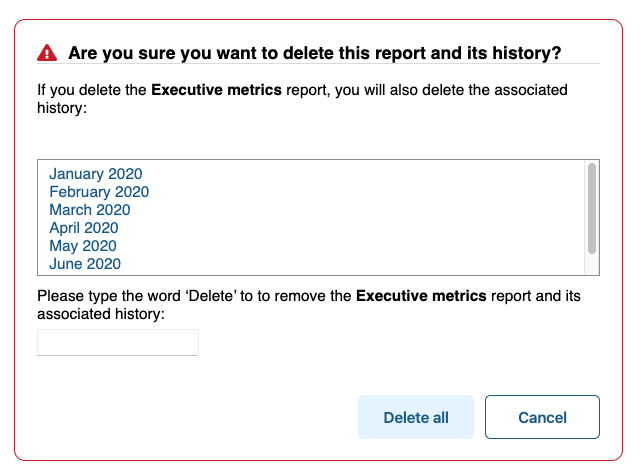 Are you sure you want to delete this report and its history?
If you delete the Executive metrics report, you will also delete the associated
history:
January 2020
February 2020
March 2020
April 2020
May 2020
June 2020
Please type the word ‘Delete’ to to remove the Executive metrics report and its
associated history:
Delete all
Cancel